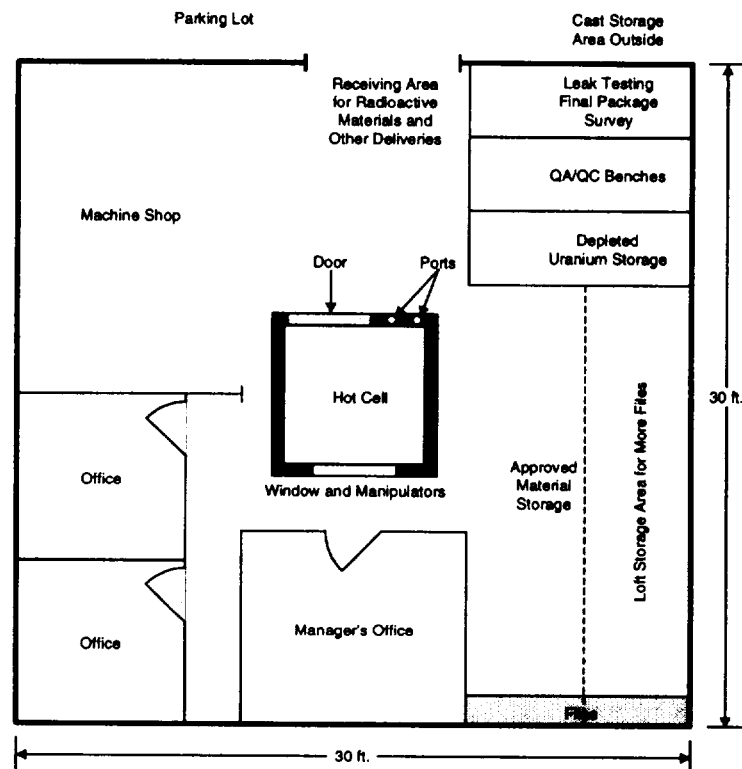 Parking Lot
Cast Storage
Area Outside
Receiving Area
for Radioactive
Materials and
Other Deliveries
Leak Testing
Final Package
Survey
QA/QC Benches
Machine Shop
Depleted
Uranium Storage
Door
Ports
Hot Cell
30 ft.
Loft Storage Area for More Files
Approved
Material
Storage
Office
Window and Manipulators
Manager's Office
Office
Files
30 ft.